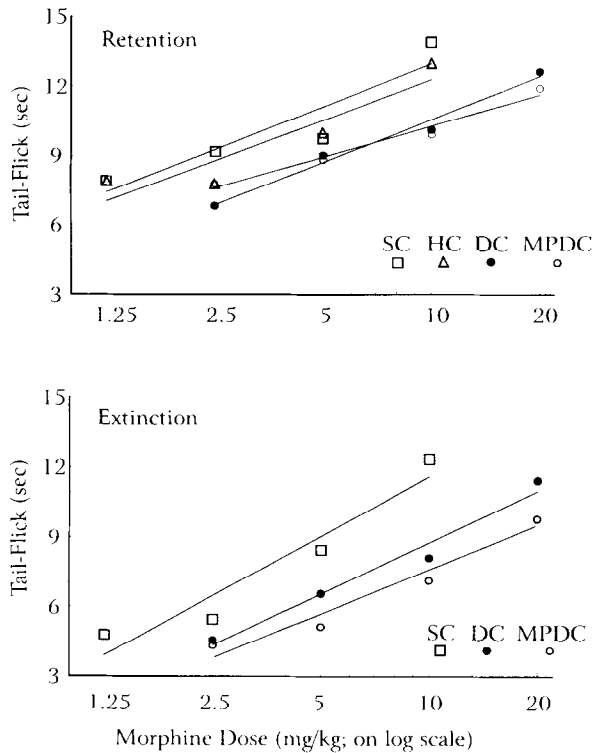 15
Retention
12
9
6
3
Tail-Flick (sec)
SC HC DC MPDC
1.25 2.5 5 10 20
15
Extinction
12
9
6
3
Tail-Flick (sec)
SC DC MPDC
1.25 2.5 5 10 20
Morphine Dose (mg/kg; on log scale)